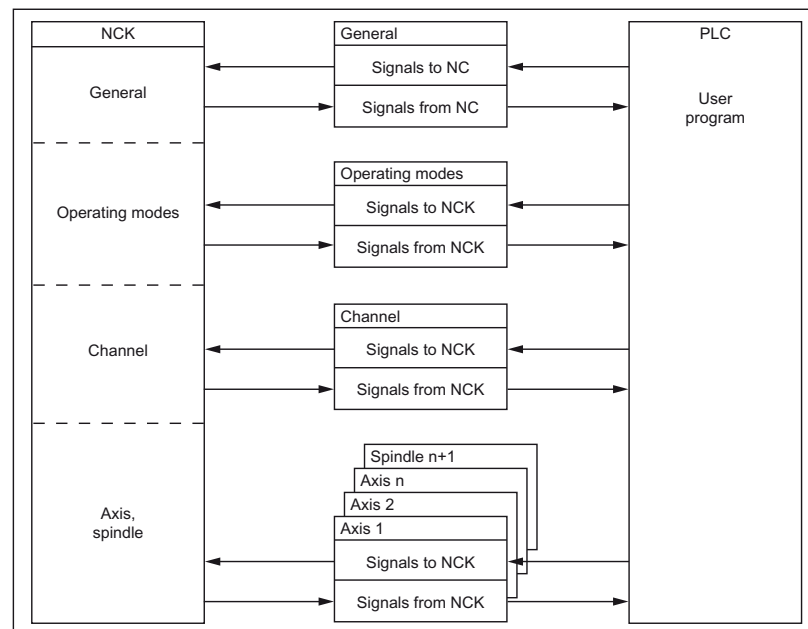 NCK
General
PLC
Signals to NC
General
Signals from NC
User
program
Operating modes
Operating modes
Signals to NCK
Signals from NCK
Channel
Channel
Signals to NCK
Signals from NCK
Spindle n+1
Axis n
Axis 2
Axis 1
Axis,
spindle
Signals to NCK
Signals from NCK